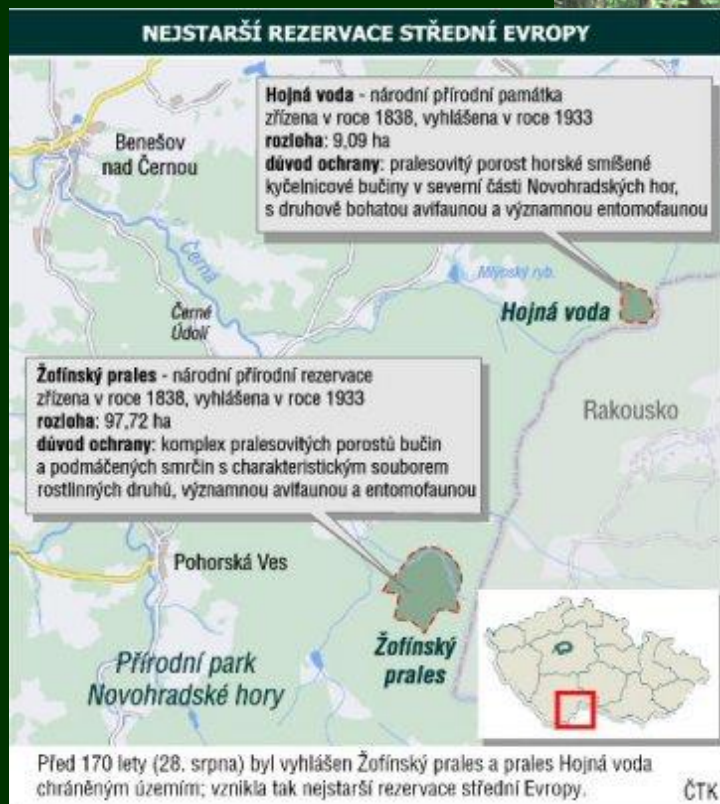 NEJSTARŠÍ REZERVACE STŘEDNÍ EVROPY
Hojná voda - národní přírodní památka
zřízena v roce 1838, vyhlášena v roce 1933
rozloha: 9,09 ha
důvod ochrany: pralesovitý porost horské smíšené
kyčelnicové bučiny v severní části Novohradských hor,
s druhově bohatou avifaunou a významnou entomofaunou
Benešov
nad Černou
Černá
Mlýnský ryb.
Hojná voda
Černé
Údolí
Žofínský prales - národní přírodní rezervace
zřízena v roce 1838, vyhlášena v roce 1933
rozloha: 97,72 ha
důvod ochrany: komplex pralesovitých porostů bučin
a podmáčených smrčin s charakteristickým souborem
rostlinných druhů, významnou avifaunou a entomofaunou
Rakousko
Pohorská Ves
Žofínský
prales
Přírodní park
Novohradské hory
Před 170 lety (28. srpna) byl vyhlášen Žofínský prales a prales Hojná voda
chráněným územím; vznikla tak nejstarší rezervace střední Evropy.
ČTK